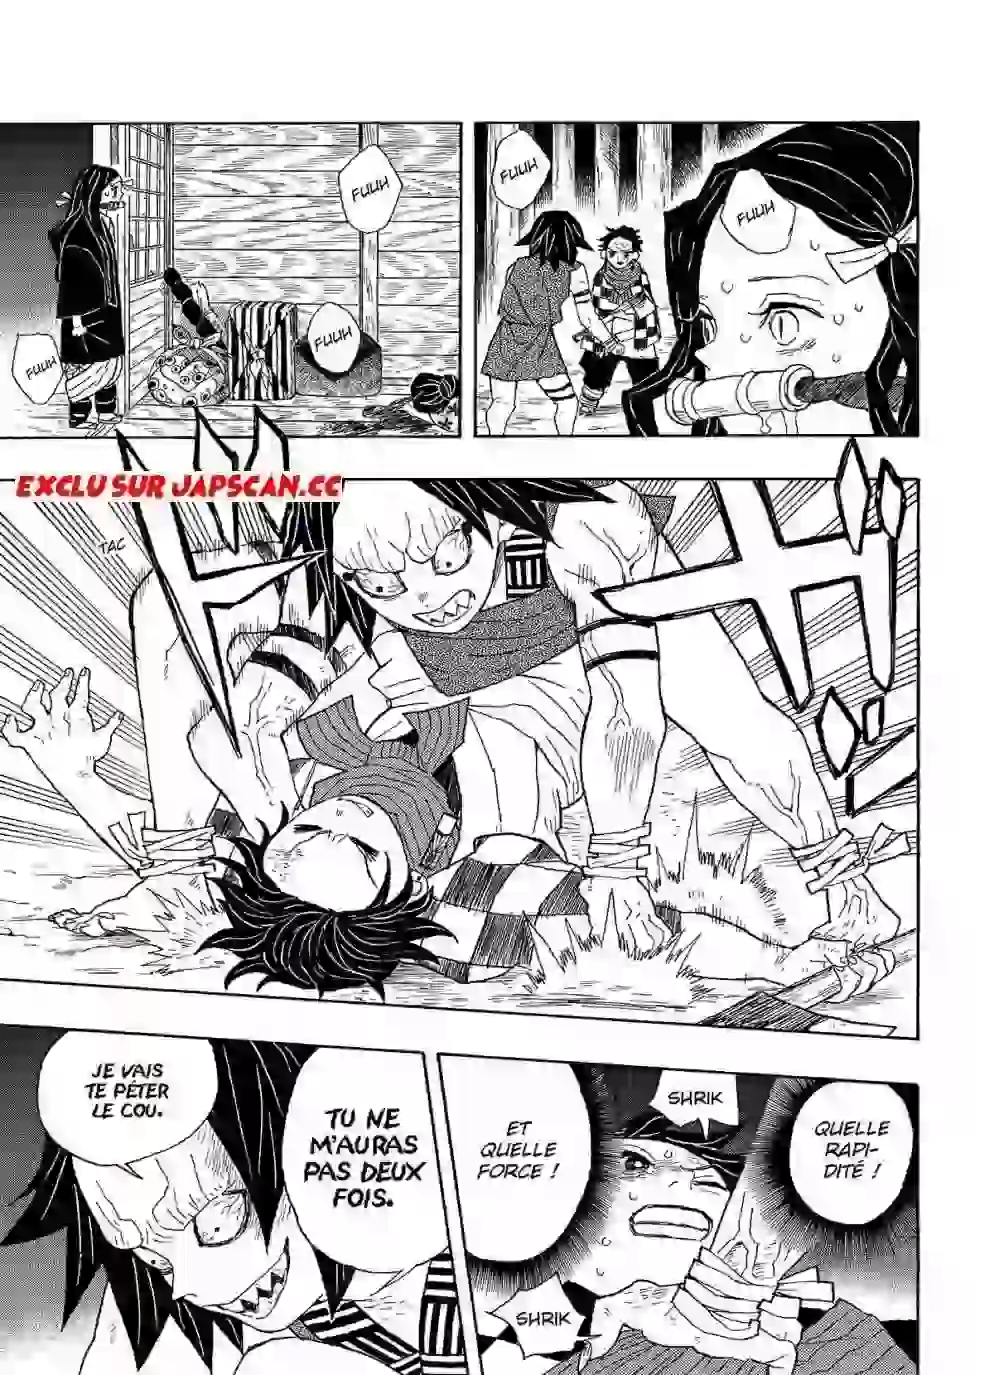 FUUH
FUUH
FUUH
FUUH
FUUH
EXCLU SUR JAPSCAN.CC
TAC
QUELLE
RAPI-
DITÉ !
SHRIK
ET
QUELLE
FORCE !
SHRIK
TU NE
M'AURAS
PAS DEUX
FOIS.
JE VAIS
TE PÉTER
LE COU.